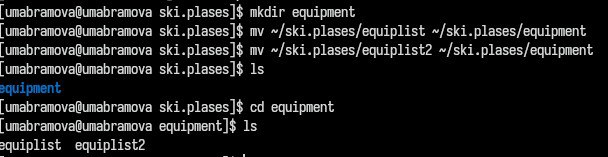 [umabramova@umabramova ski.plases]$ mkdir equipment
[umabramova@umabramova ski.plases]$ mv ~/ski.plases/equiplist ~/ski.plases/equipment
[umabramova@umabramova ski.plases]$ mv ~/ski.plases/equiplist2 ~/ski.plases/equipment
[umabramova@umabramova ski.plases]$ ls
equipment
[umabramova@umabramova ski.plases]$ cd equipment
[umabramova@umabramova equipment]$ ls
equiplist  equiplist2